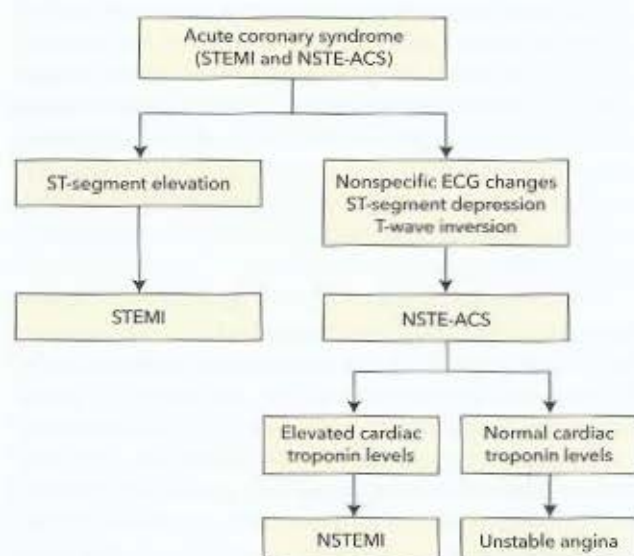 Acute coronary syndrome
(STEMI and NSTE-ACS)
ST-segment elevation
Nonspecific ECG changes
ST-segment depression
T-wave inversion
STEMI
NSTE-ACS
Elevated cardiac
troponin levels
Normal cardiac
troponin levels
NSTEMI
Unstable angina